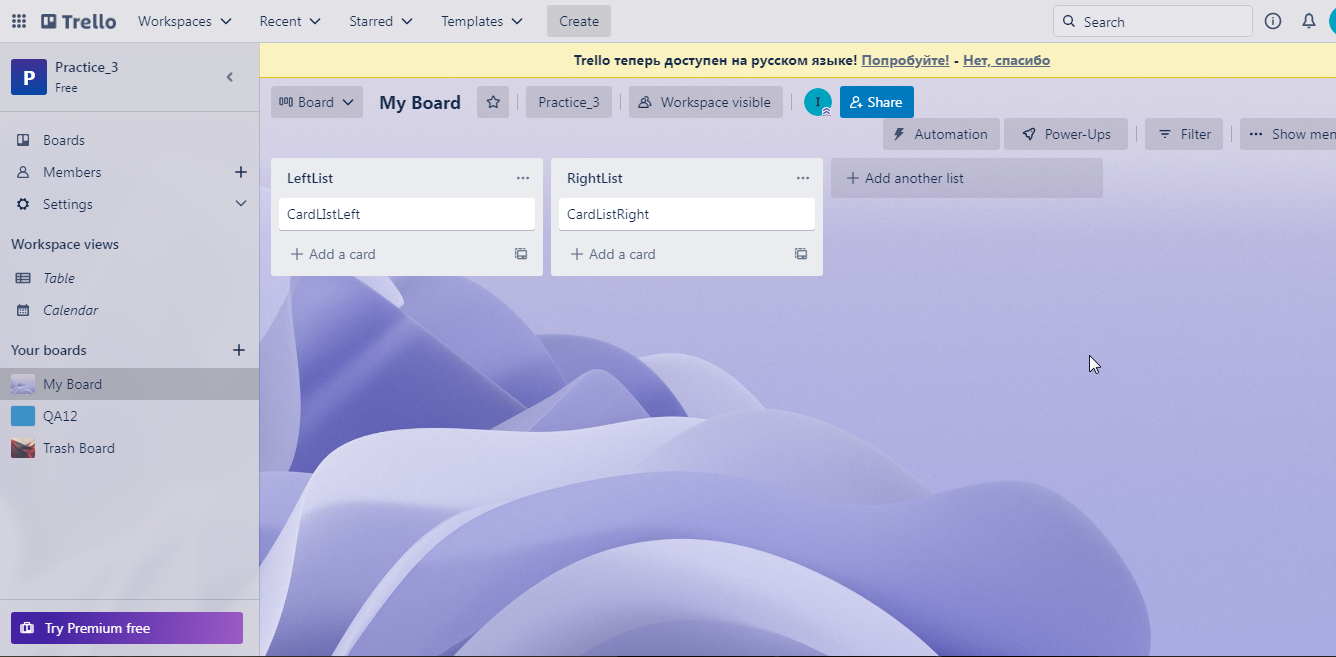 Trello Workspaces Recent Starred Templates Create Search
P Practice_3
Free
Trello теперь доступен на русском языке! Попробуйте! - Нет, спасибо
Board My Board Practice_3 Workspace visible I Share
Automation Power-Ups Filter Show men
Boards
Members
Settings
Workspace views
Table
Calendar
Your boards
My Board
QA12
Trash Board
Try Premium free
LeftList
CardLIstLeft
Add a card
RightList
CardListRight
Add a card
Add another list